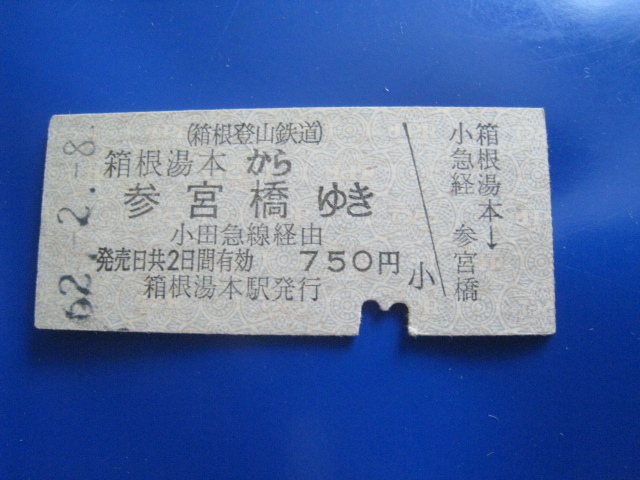 62.-2.-8.
(箱根登山鉄道)
箱根湯本 から
参宮橋 ゆき
小田急線経由
発売日共2日間有効 750円
箱根湯本駅発行
小
箱根湯本→参宮橋
小急経